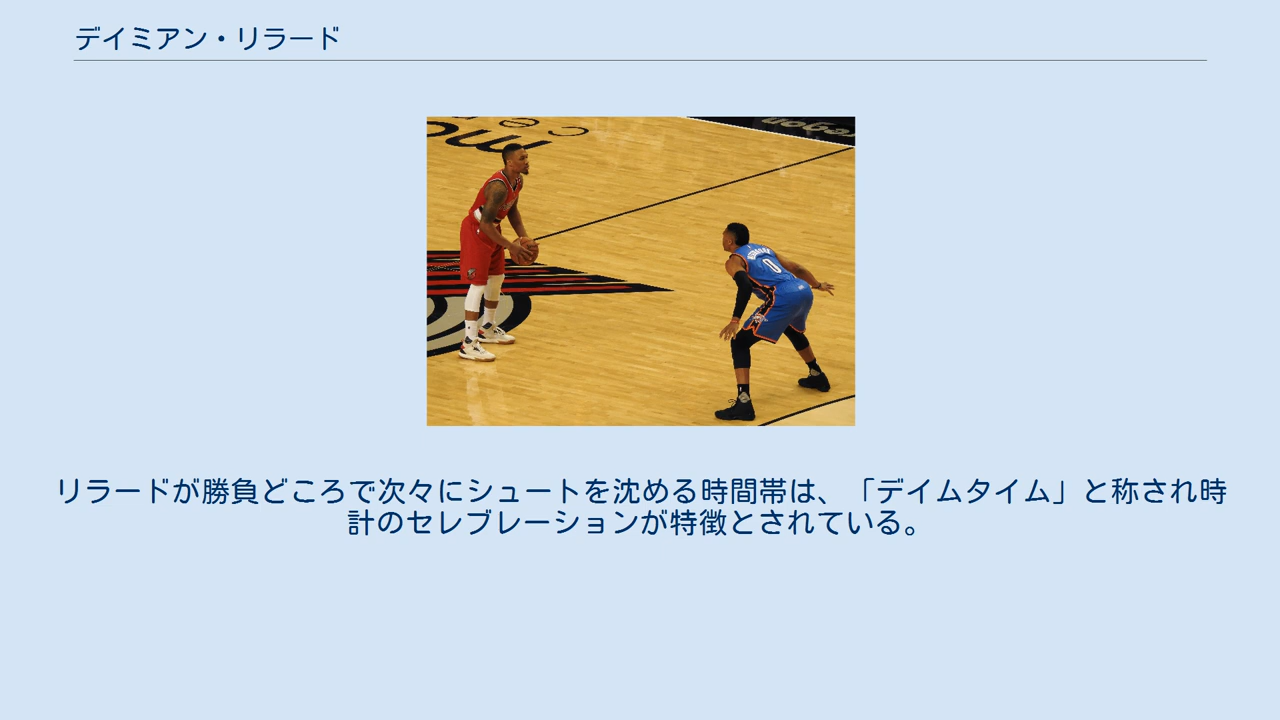 デイミアン・リラード
リラードが勝負どころで次々にシュートを沈める時間帯は、「デイムタイム」と称され時
計のセレブレーションが特徴とされている。
0